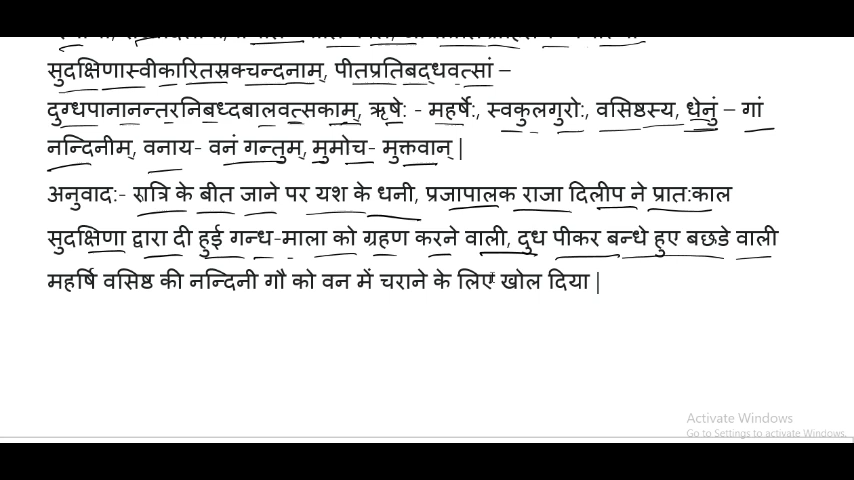 सुदक्षिणास्वीकारितस्रक्चन्दनाम्, पीतप्रतिबद्धवत्सां –
दुग्धपानानन्तरनिबध्दबालवत्सकाम्, ऋषे: - महर्षे:, स्वकुलगुरो:, वसिष्ठस्य, धेनुं – गां
नन्दिनीम्, वनाय- वनं गन्तुम्, मुमोच- मुक्तवान् |
अनुवाद:- रात्रि के बीत जाने पर यश के धनी, प्रजापालक राजा दिलीप ने प्रात:काल
सुदक्षिणा द्वारा दी हुई गन्ध-माला को ग्रहण करने वाली, दुध पीकर बन्धे हुए बछडे वाली
महर्षि वसिष्ठ की नन्दिनी गौ को वन में चराने के लिए खोल दिया |
Activate Windows
Go to Settings to activate Windows.